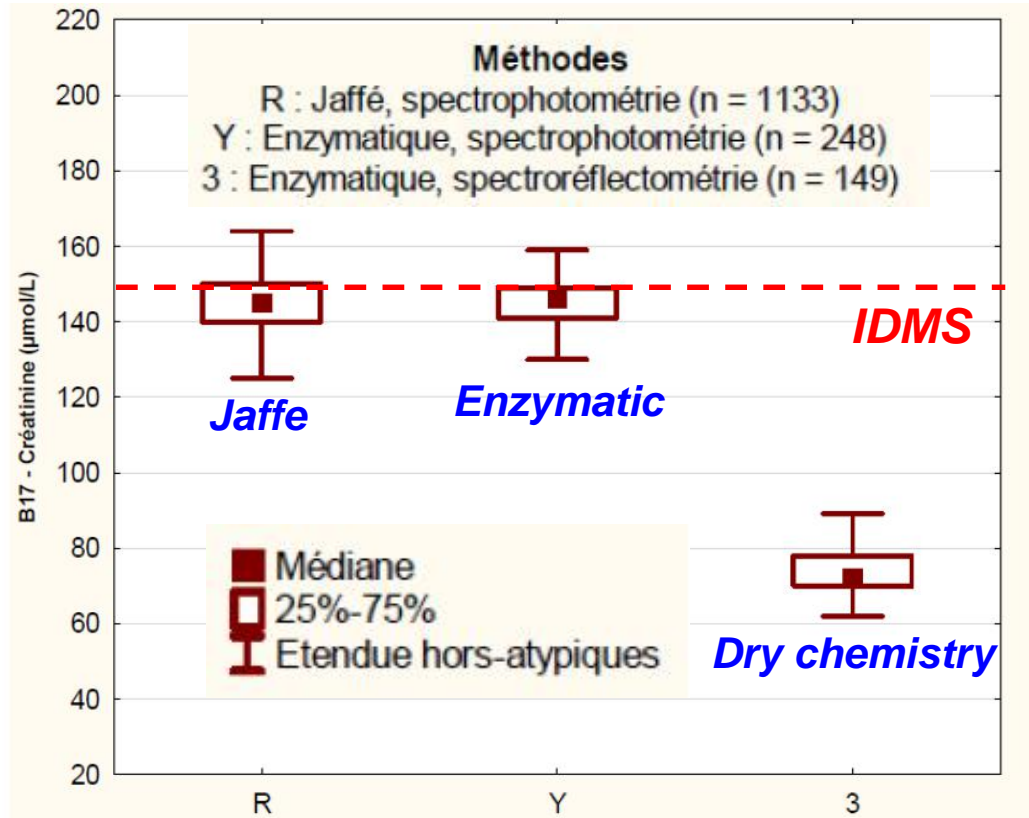 220
200
180
160
140
120
100
80
60
40
20
B17 - Créatinine (µmol/L)
Méthodes
R : Jaffé, spectrophotométrie (n = 1133)
Y : Enzymatique, spectrophotométrie (n = 248)
3 : Enzymatique, spectroréflectométrie (n = 149)
IDMS
Jaffe
Enzymatic
Médiane
25%-75%
Etendue hors-atypiques
Dry chemistry
R
Y
3